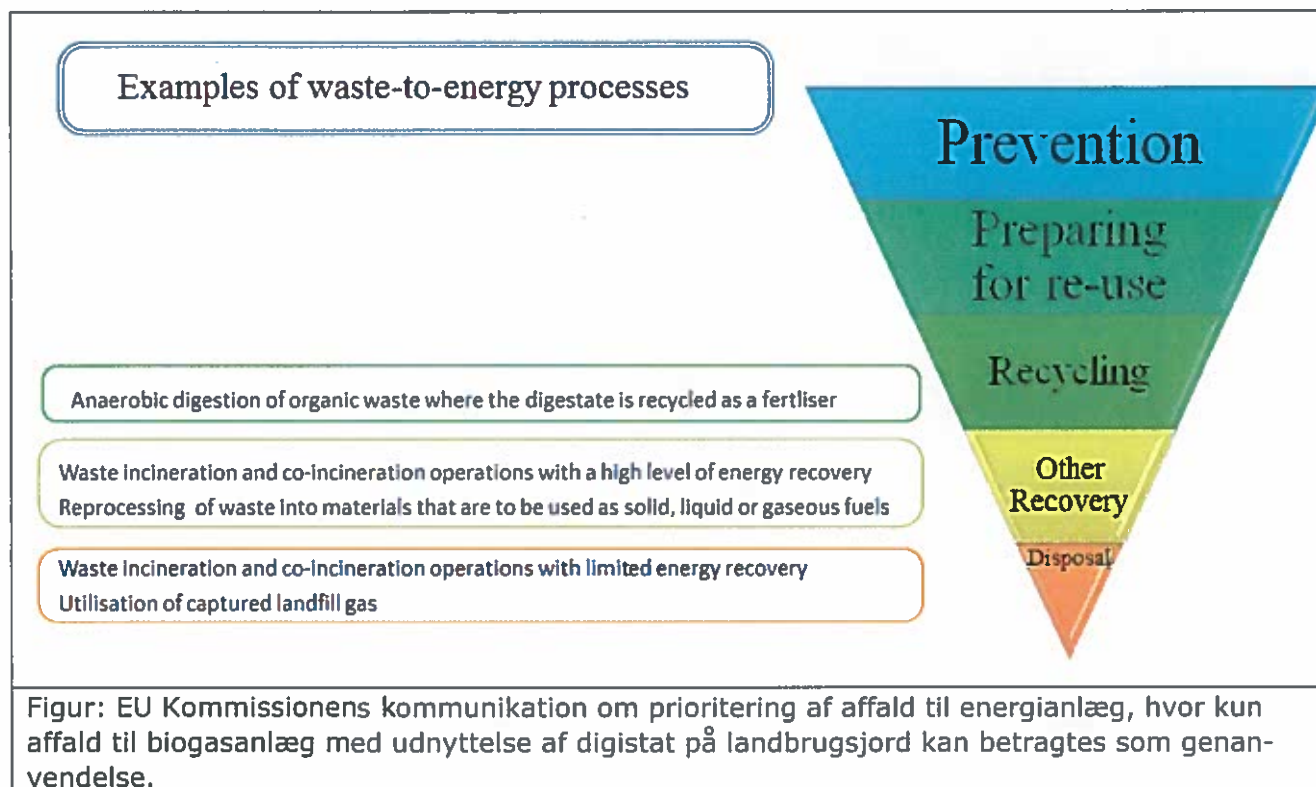 Examples of waste-to-energy processes
Prevention
Preparing
for re-use
Recycling
Anaerobic digestion of organic waste where the digestate is recycled as a fertliser
Other
Recovery
Waste incineration and co-incineration operations with a high level of energy recovery
Reprocessing of waste into materials that are to be used as solid, liquid or gaseous fuels
Disposal
Waste incineration and co-incineration operations with limited energy recovery
Utilisation of captured landfill gas
Figur: EU Kommissionens kommunikation om prioritering af affald til energianlæg, hvor kun
affald til biogasanlæg med udnyttelse af digistat på landbrugsjord kan betragtes som genan-
vendelse.